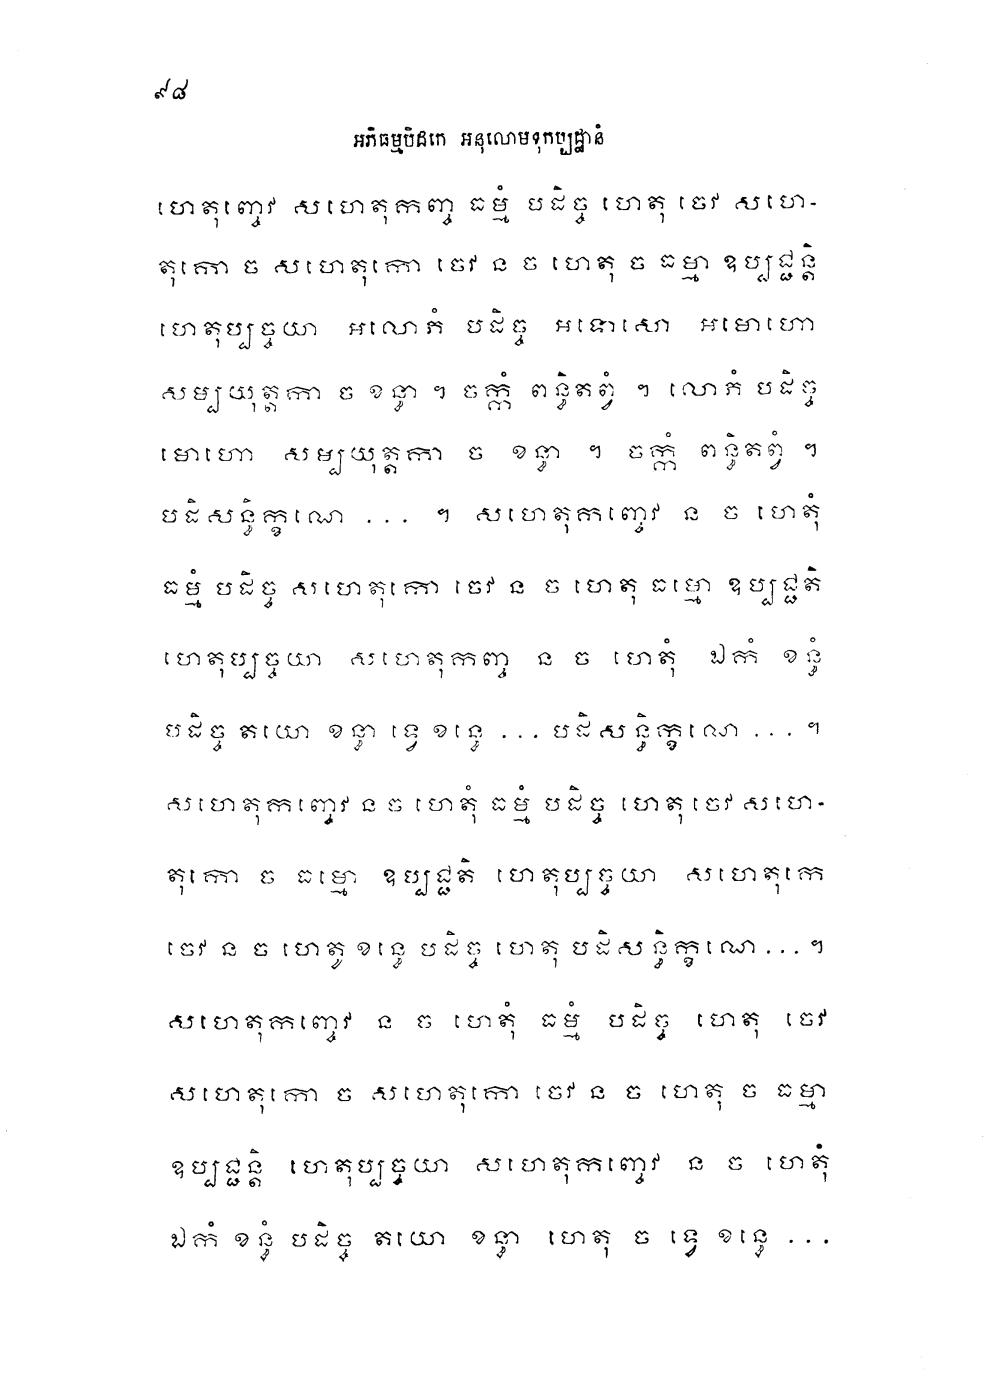 ៩៨
អភិធម្មបិដកេ អនុលោមទុកប្បដ្ឋានំ
ហេតុញ្ចេវ សហេតុកញ្ច ធម្មំ បដិច្ច ហេតុ ចេវ សហេ-
តុកោ ច សហេតុកោ ចេវ ន ច ហេតុ ច ធម្មា ឧប្បជ្ជន្តិ
ហេតុប្បច្ចយា អលោភំ បដិច្ច អទោសោ អមោហោ
សម្បយុត្តកា ច ខន្ធា ។ ចក្កំ ពន្ធិតព្វំ ។ លោភំ បដិច្ច
មោហោ សម្បយុត្តកា ច ខន្ធា ។ ចក្កំ ពន្ធិតព្វំ ។
បដិសន្ធិក្ខណេ ... ។ សហេតុកញ្ចេវ ន ច ហេតុំ
ធម្មំ បដិច្ច សហេតុកោ ចេវ ន ច ហេតុ ធម្មោ ឧប្បជ្ជតិ
ហេតុប្បច្ចយា សហេតុកញ្ច ន ច ហេតុំ ឯកំ ខន្ធំ
បដិច្ច តយោ ខន្ធា ទ្វេ ខន្ធេ ... បដិសន្ធិក្ខណេ ... ។
សហេតុកញ្ចេវ ន ច ហេតុំ ធម្មំ បដិច្ច ហេតុ ចេវ សហេ-
តុកោ ច ធម្មោ ឧប្បជ្ជតិ ហេតុប្បច្ចយា សហេតុកេ
ចេវ ន ច ហេតូ ខន្ធេ បដិច្ច ហេតុ បដិសន្ធិក្ខណេ ... ។
សហេតុកញ្ចេវ ន ច ហេតុំ ធម្មំ បដិច្ច ហេតុ ចេវ
សហេតុកោ ច សហេតុកោ ចេវ ន ច ហេតុ ច ធម្មា
ឧប្បជ្ជន្តិ ហេតុប្បច្ចយា សហេតុកញ្ចេវ ន ច ហេតុំ
ឯកំ ខន្ធំ បដិច្ច តយោ ខន្ធា ហេតុ ច ទ្វេ ខន្ធេ ...